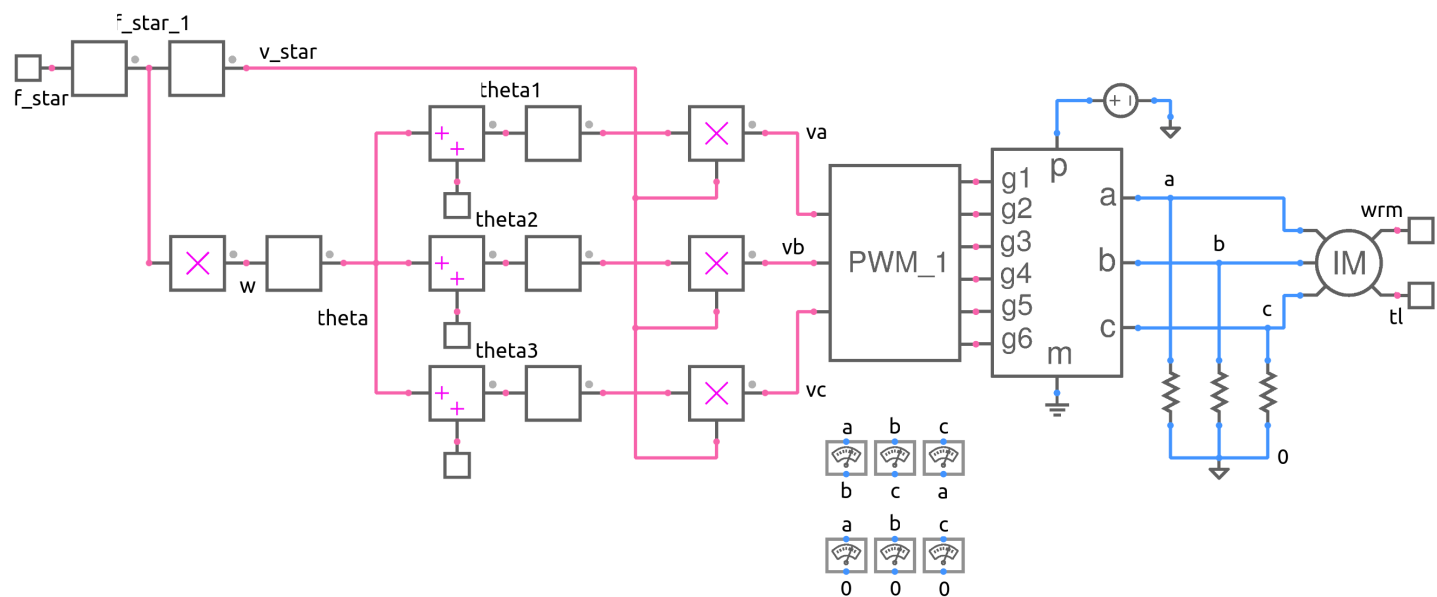 f_star_1
v_star
f_star
theta1
va
p
a
g1
a
g2
wrm
theta2
g3
b
vb
b
w
PWM_1
g4
IM
theta
g5
c
c
tl
g6
theta3
m
vc
a b c
0
b c a
a b c
0 0 0